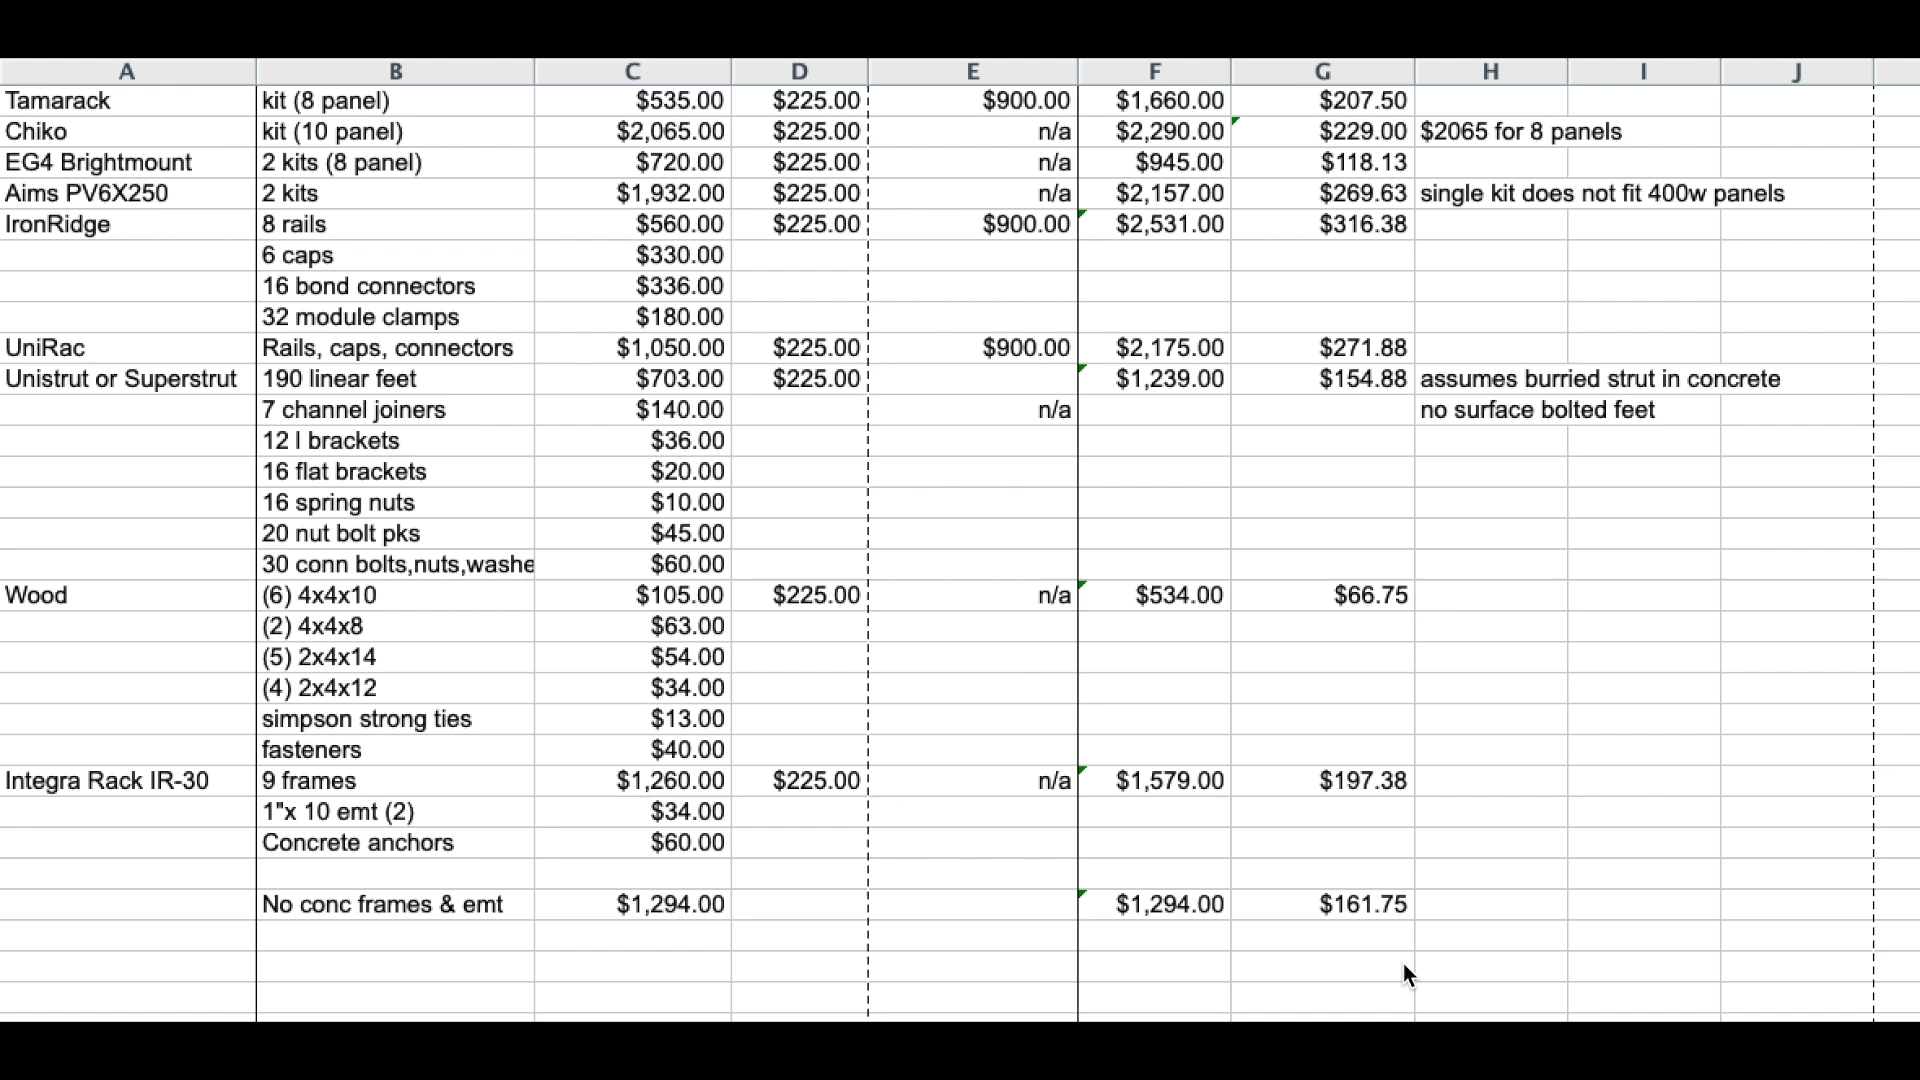 A B C D E F G H I J
Tamarack kit (8 panel) $535.00 $225.00 $900.00 $1,660.00 $207.50
Chiko kit (10 panel) $2,065.00 $225.00 n/a $2,290.00 $229.00 $2065 for 8 panels
EG4 Brightmount 2 kits (8 panel) $720.00 $225.00 n/a $945.00 $118.13
Aims PV6X250 2 kits $1,932.00 $225.00 n/a $2,157.00 $269.63 single kit does not fit 400w panels
IronRidge 8 rails $560.00 $225.00 $900.00 $2,531.00 $316.38
6 caps $330.00
16 bond connectors $336.00
32 module clamps $180.00
UniRac Rails, caps, connectors $1,050.00 $225.00 $900.00 $2,175.00 $271.88
Unistrut or Superstrut 190 linear feet $703.00 $225.00 $1,239.00 $154.88 assumes burried strut in concrete
7 channel joiners $140.00 n/a no surface bolted feet
12 l brackets $36.00
16 flat brackets $20.00
16 spring nuts $10.00
20 nut bolt pks $45.00
30 conn bolts,nuts,washe $60.00
Wood (6) 4x4x10 $105.00 $225.00 n/a $534.00 $66.75
(2) 4x4x8 $63.00
(5) 2x4x14 $54.00
(4) 2x4x12 $34.00
simpson strong ties $13.00
fasteners $40.00
Integra Rack IR-30 9 frames $1,260.00 $225.00 n/a $1,579.00 $197.38
1"x 10 emt (2) $34.00
Concrete anchors $60.00
No conc frames & emt $1,294.00 $1,294.00 $161.75